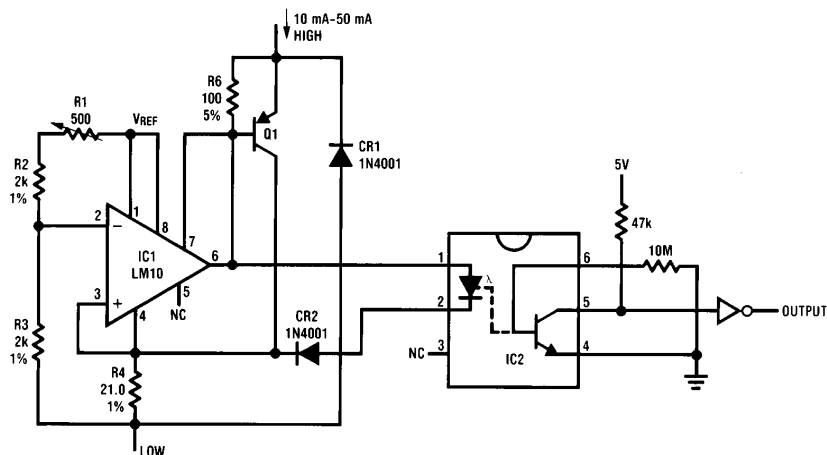 10 mA-50 mA
HIGH
R6
100
5%
R1
500
VREF
Q1
CR1
1N4001
R2
2k
1%
5V
47k
1
8
7
2
−
IC1
LM10
6
5
NC
3
+
4
10M
1
λ
6
2
5
OUTPUT
CR2
1N4001
R3
2k
1%
NC
3
IC2
4
R4
21.0
1%
LOW